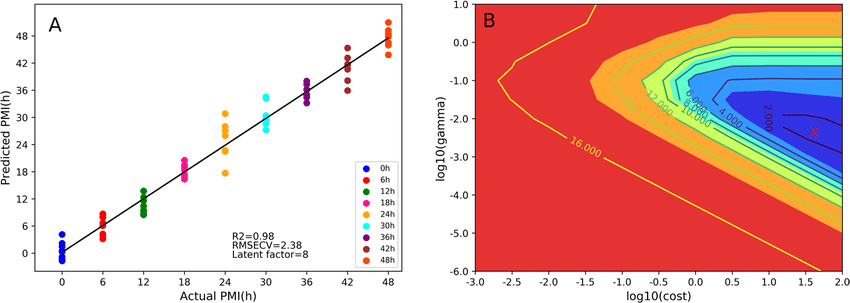 A
Predicted PMI(h)
48
42
36
30
24
18
12
6
0
0 6 12 18 24 30 36 42 48
Actual PMI(h)
R2=0.98
RMSECV=2.38
Latent factor=8
0h
6h
12h
18h
24h
30h
36h
42h
48h
B
log10(gamma)
1.0
0.0
-1.0
-2.0
-3.0
-4.0
-5.0
-6.0
-3.0 -2.5 -2.0 -1.5 -1.0 -0.5 0.0 0.5 1.0 1.5 2.0
log10(cost)
16.000
12.000
10.000
8.000
6.000
4.000
2.000